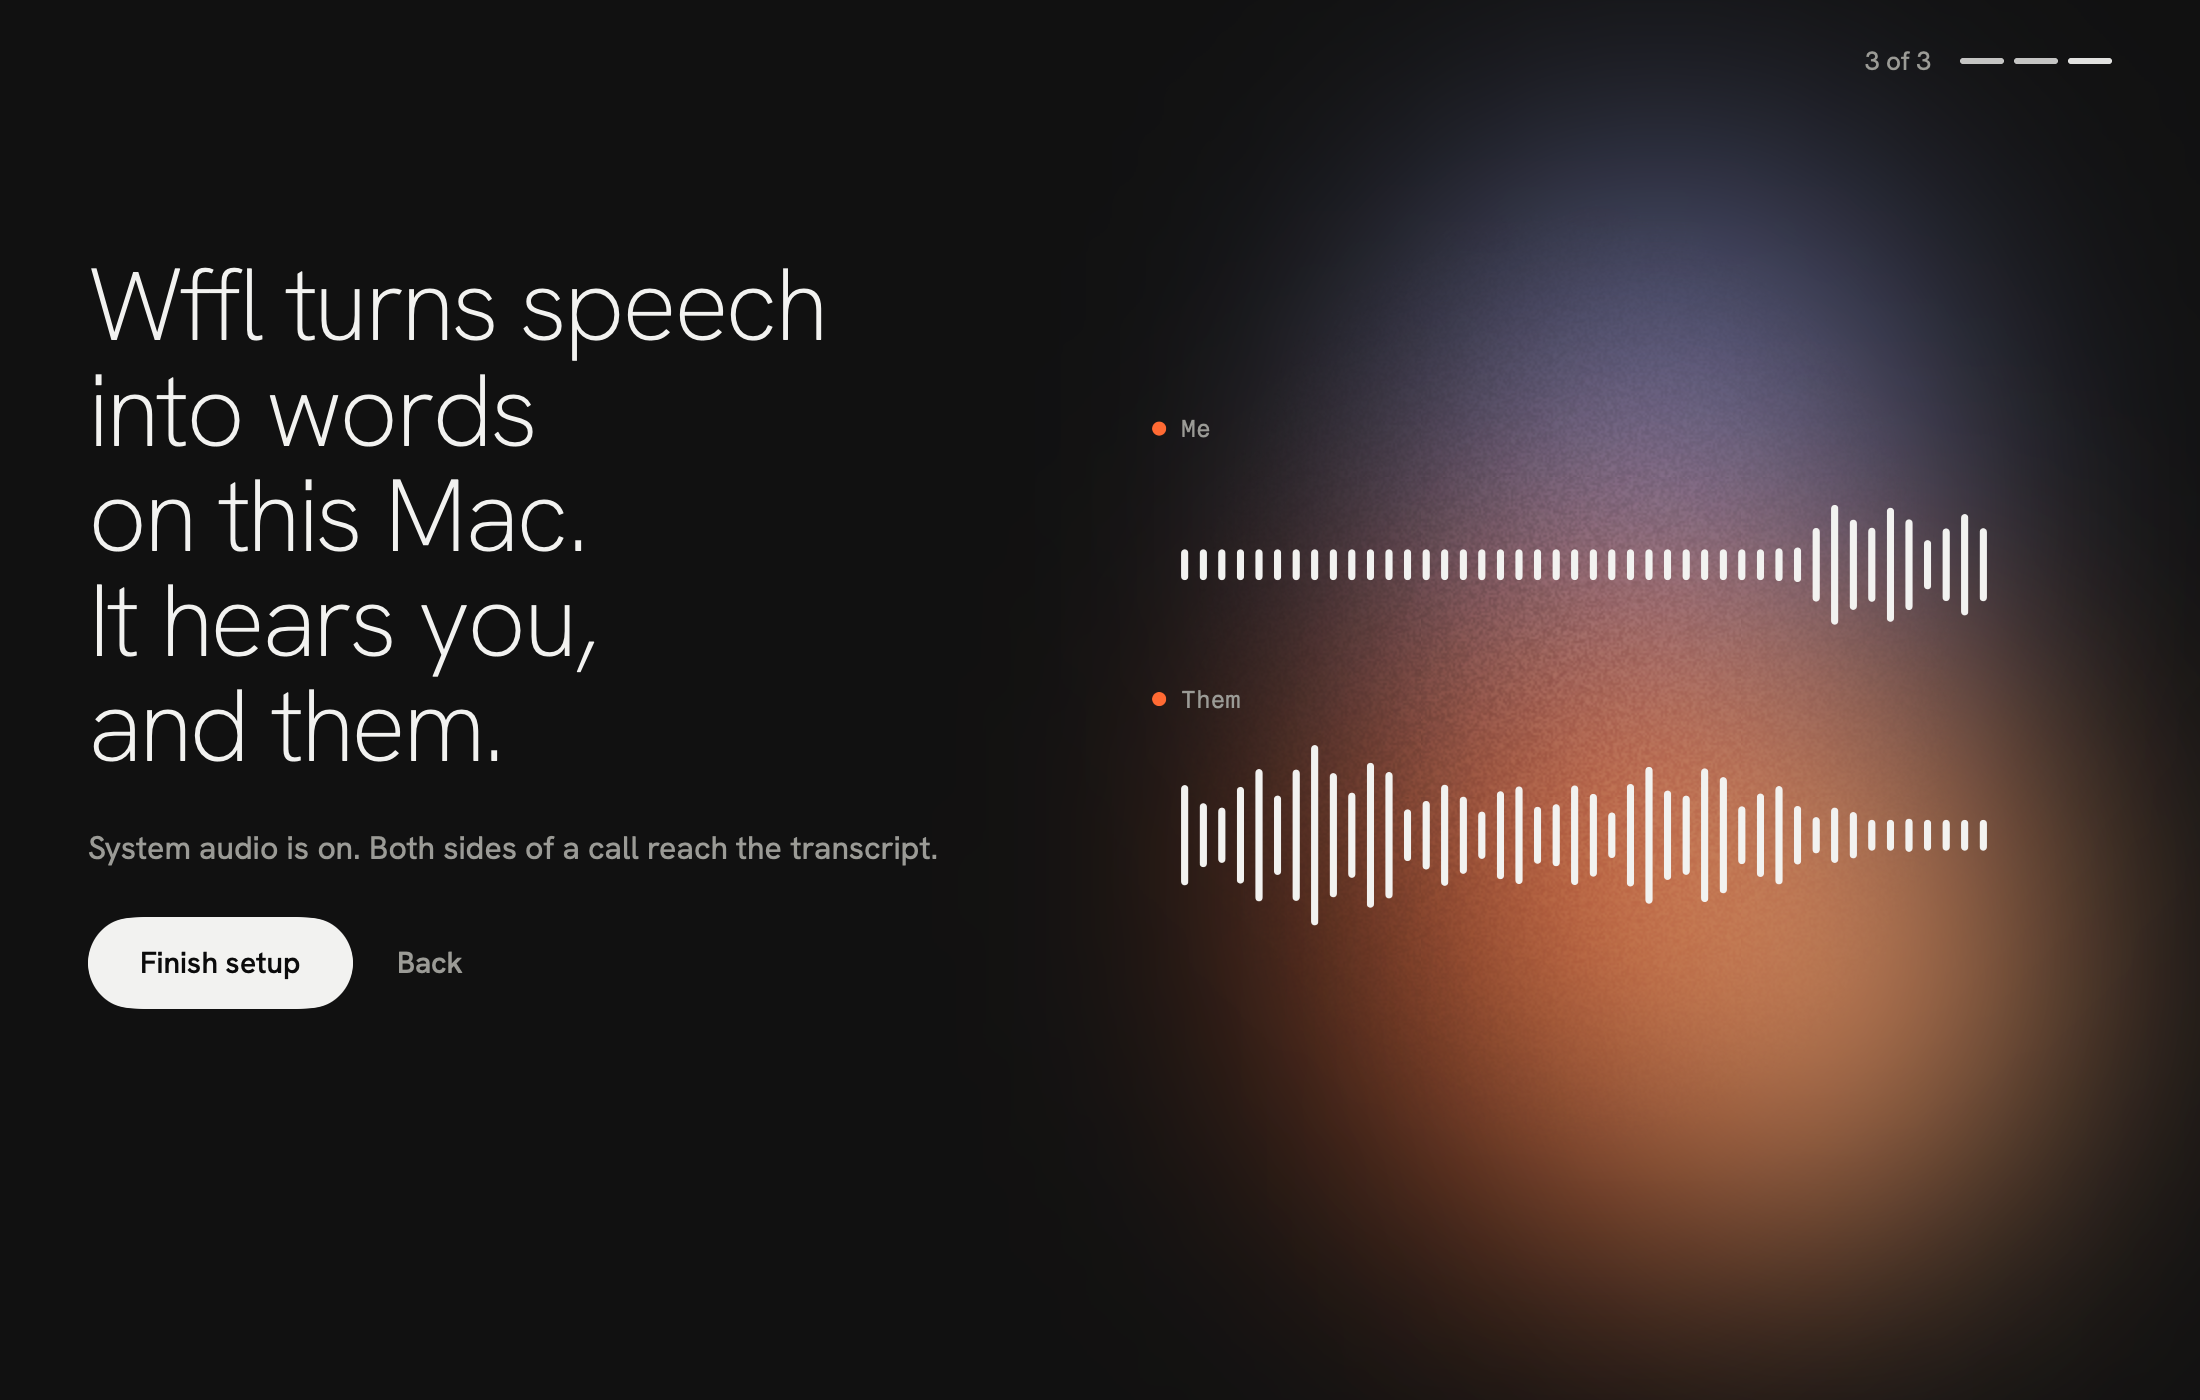 3 of 3
Wffl turns speech
into words
on this Mac.
It hears you,
and them.
System audio is on. Both sides of a call reach the transcript.
Finish setup
Back
Me
Them